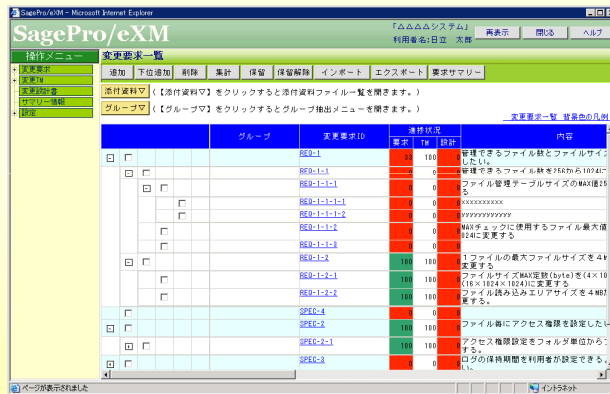 SagePro/eXM - Microsoft Internet Explorer
SagePro/eXM
「△△△△システム」
利用者名:日立 太郎
再表示 閉じる ヘルプ
操作メニュー
変更要求
変更TM
変更設計書
サマリー情報
設定
変更要求一覧
追加 下位追加 削除 集計 保留 保留解除 インポート エクスポート 要求サマリー
添付資料▽ (【添付資料▽】をクリックすると添付資料ファイル一覧を開きます。)
グループ▽ (【グループ▽】をクリックするとグループ抽出メニューを開きます。)
変更要求一覧 背景色の凡例
グループ 変更要求ID 進捗状況 内容
要求 TM 設計
REQ-1 33 100 0 管理できるファイル数とファイルサイズ
したい。
REQ-1-1 0 0 0 管理できるファイル数を256から1024に
REQ-1-1-1 0 0 0 ファイル管理テーブルサイズのMAX値25
る
REQ-1-1-1-1 0 0 0 xxxxxxxxxx
REQ-1-1-1-2 0 0 0 yyyyyyyyyyyy
REQ-1-1-2 0 0 0 MAXチェックに使用するファイル最大値
024に変更する
REQ-1-1-3 0 0 0
REQ-1-2 100 100 0 1ファイルの最大ファイルサイズを4M
変更する
REQ-1-2-1 100 100 0 ファイルサイズMAX定数(byte)を(4×10
(16×1024×1024)に変更する
REQ-1-2-2 100 100 0 ファイル読み込みエリアサイズを4MB
更する。
SPEC-4 0 0 0
SPEC-2 100 100 0 ファイル毎にアクセス権限を設定したい
SPEC-2-1 100 100 0 アクセス権限設定をフォルダ単位から
する。
SPEC-3 0 0 0 ログの保持期間を利用者が設定できる。
ページが表示されました
イントラネット